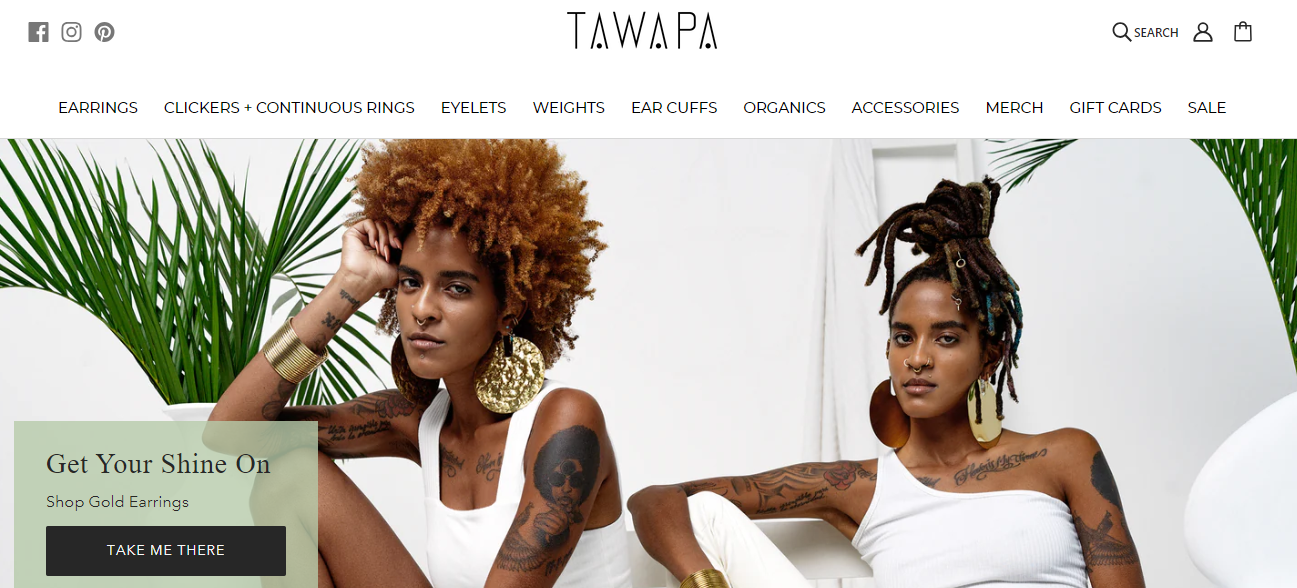 TAWAPA
SEARCH
EARRINGS CLICKERS + CONTINUOUS RINGS EYELETS WEIGHTS EAR CUFFS ORGANICS ACCESSORIES MERCH GIFT CARDS SALE
Get Your Shine On
Shop Gold Earrings
TAKE ME THERE